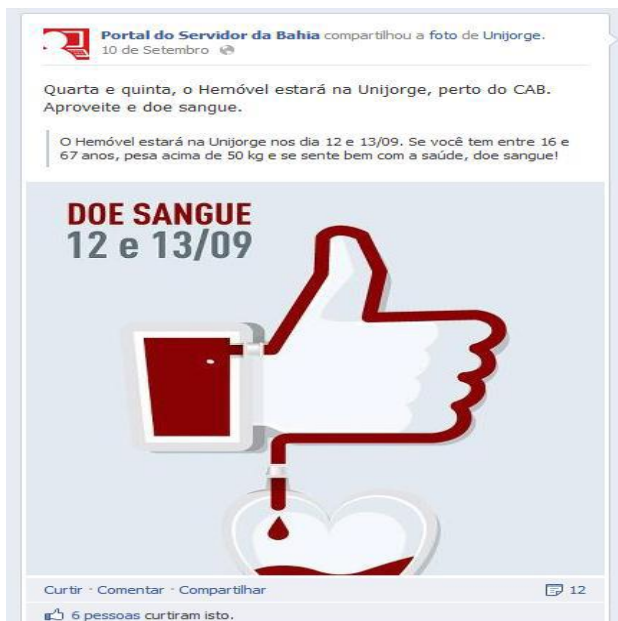 Portal do Servidor da Bahia compartilhou a foto de Unijorge.
10 de Setembro
Quarta e quinta, o Hemóvel estará na Unijorge, perto do CAB.
Aproveite e doe sangue.
O Hemóvel estará na Unijorge nos dia 12 e 13/09. Se você tem entre 16 e
67 anos, pesa acima de 50 kg e se sente bem com a saúde, doe sangue!
DOE SANGUE
12 e 13/09
Curtir · Comentar · Compartilhar 12
6 pessoas curtiram isto.